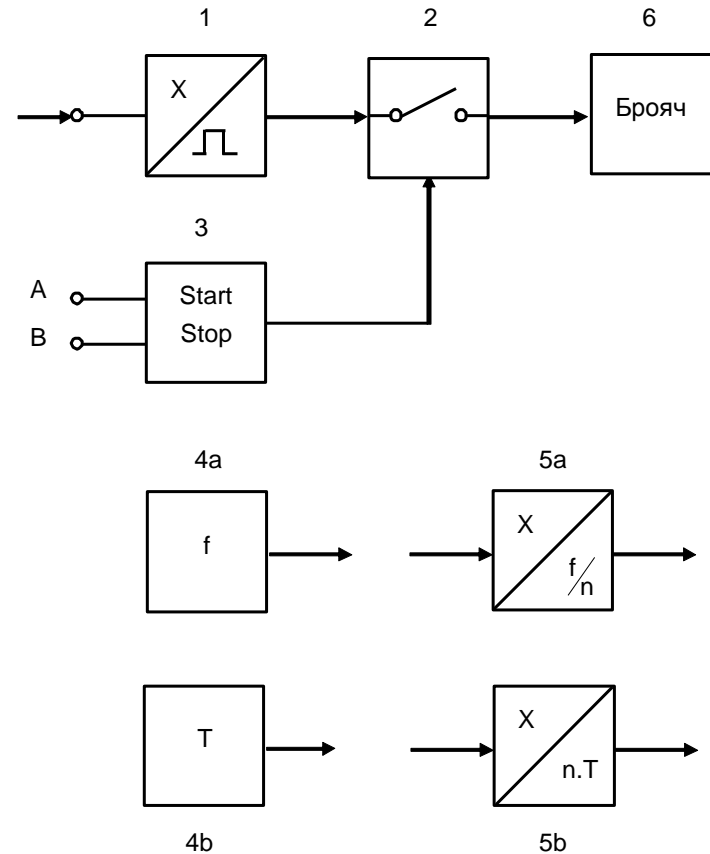 1 2 6
X
Брояч
3
A Start
B Stop
4a 5a
f X
f/n
T X
n.T
4b 5b